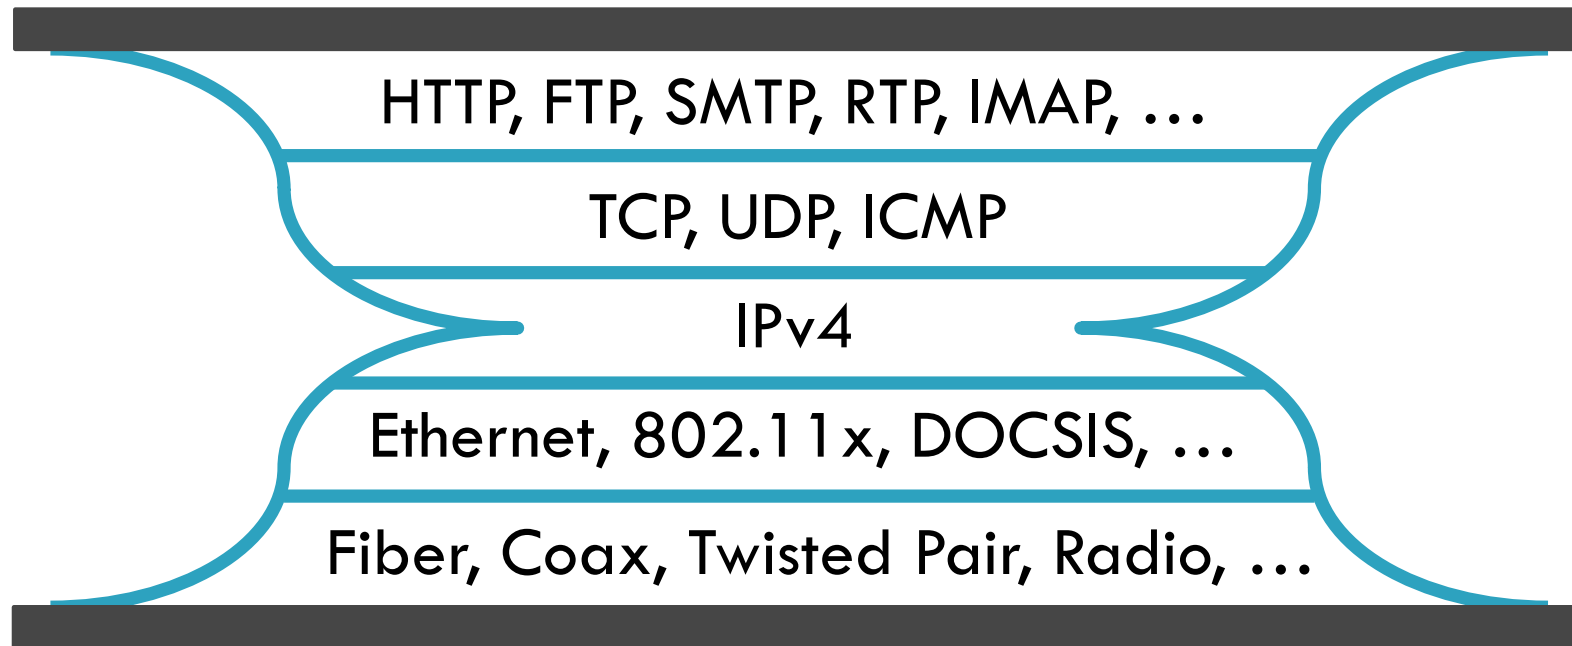 HTTP, FTP, SMTP, RTP, IMAP, …
TCP, UDP, ICMP
IPv4
Ethernet, 802.11x, DOCSIS, …
Fiber, Coax, Twisted Pair, Radio, …